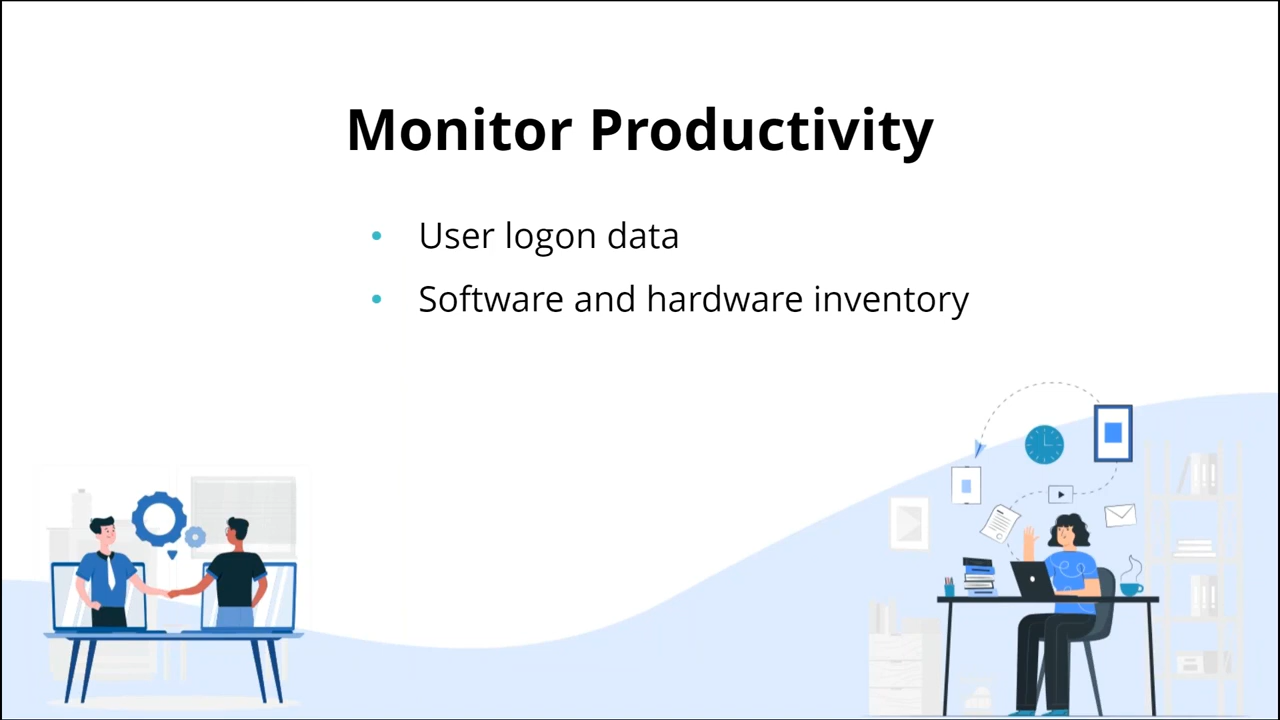 Monitor Productivity
• User logon data
• Software and hardware inventory